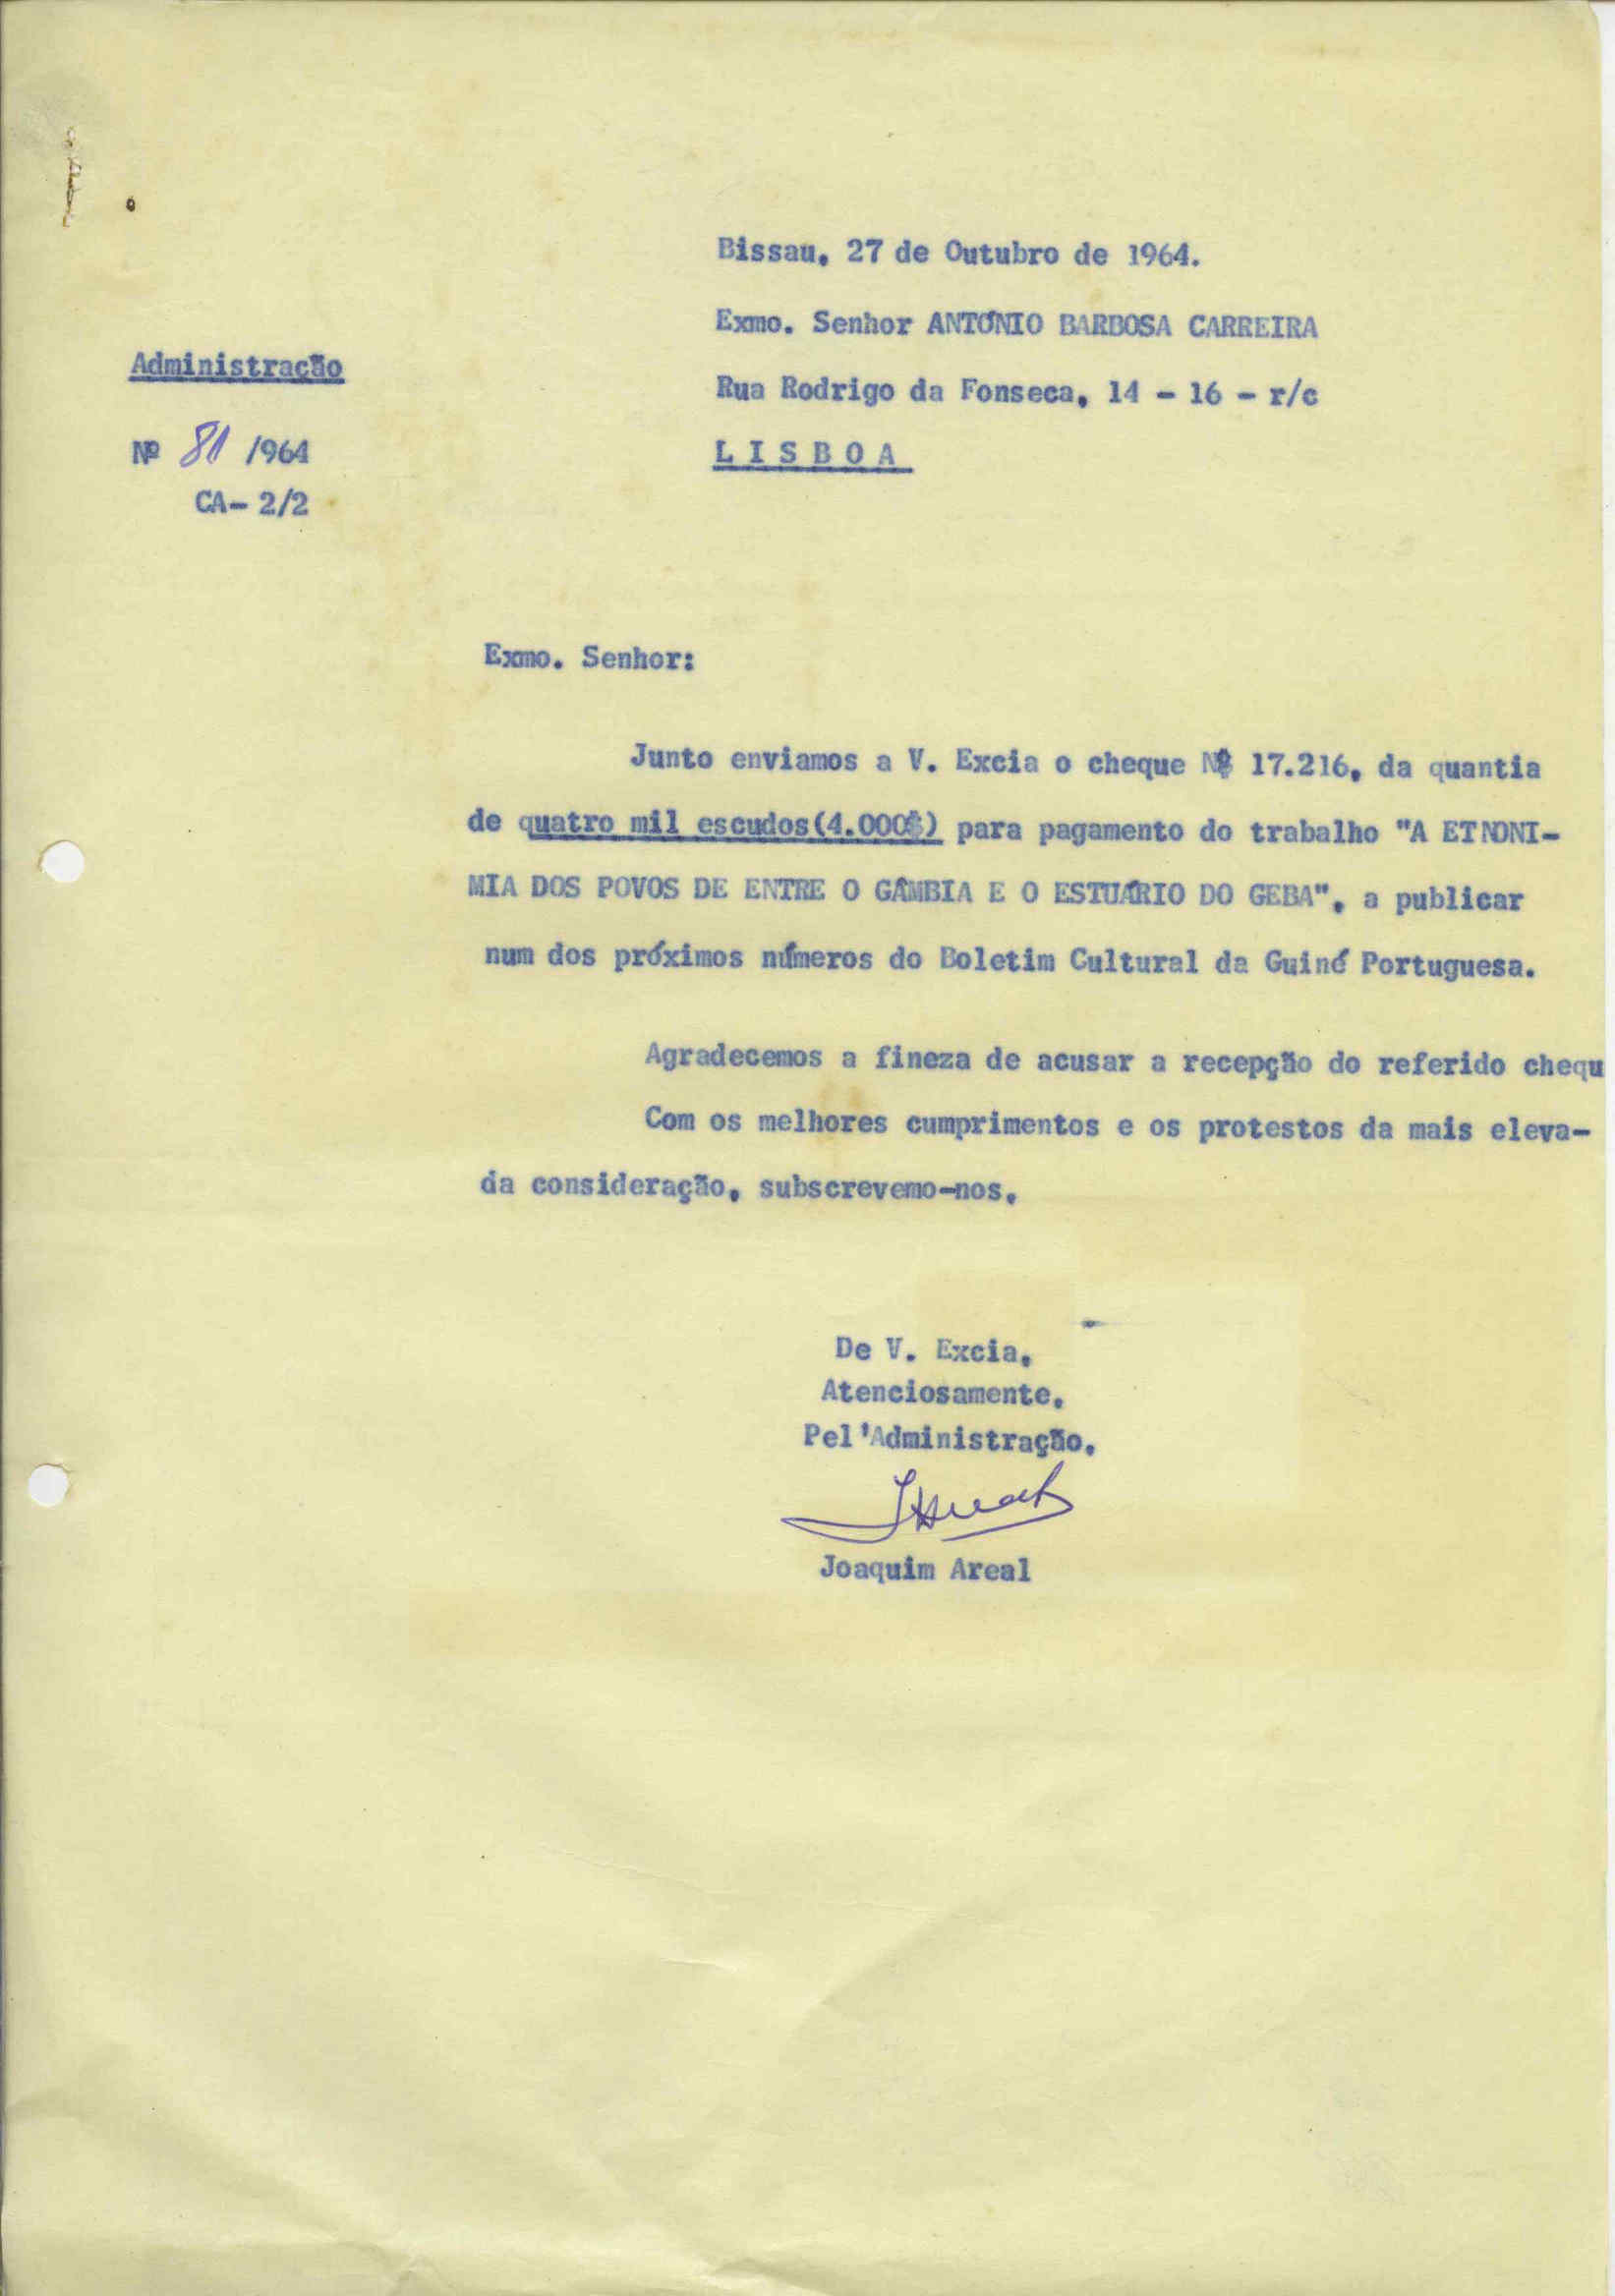 Bissau, 27 de Outubro de 1964.
Exmo. Senhor ANTÓNIO BARBOSA CARREIRA
Administração
Rua Rodrigo da Fonseca, 14 - 16 - r/c
Nº 81 /964
LISBOA
CA- 2/2
Exmo. Senhor:
Junto enviamos a V. Excia o cheque Nº 17.216, da quantia
de quatro mil escudos(4.000$) para pagamento do trabalho "A ETNONI-
MIA DOS POVOS DE ENTRE O GÂMBIA E O ESTUÁRIO DO GEBA", a publicar
num dos próximos números do Boletim Cultural da Guiné Portuguesa.
Agradecemos a fineza de acusar a recepção do referido chequ
Com os melhores cumprimentos e os protestos da mais eleva-
da consideração, subscrevemo-nos,
De V. Excia,
Atenciosamente,
Pel'Administração,
Joaquim Areal